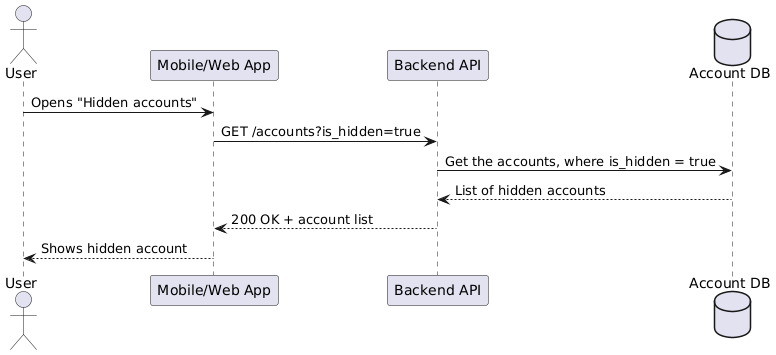 User
Mobile/Web App
Backend API
Account DB
Opens "Hidden accounts"
GET /accounts?is_hidden=true
Get the accounts, where is_hidden = true
List of hidden accounts
200 OK + account list
Shows hidden account
User
Mobile/Web App
Backend API
Account DB